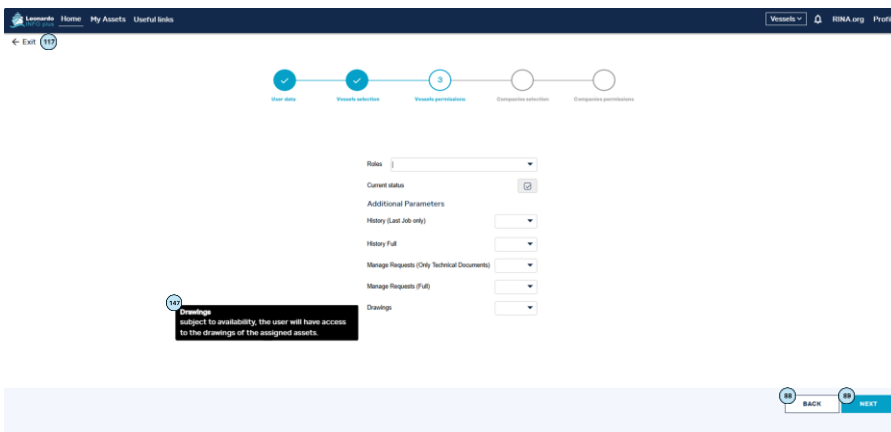 Leonardo
INFO plus
Home My Assets Useful links
Vessels RINA.org Profi
← Exit 117
3
User data Vessels selection Vessels permissions Companies selection Companies permissions
Roles
Current status
Additional Parameters
History (Last Job only)
History Full
Manage Requests (Only Technical Documents)
Manage Requests (Full)
147
Drawings
subject to availability, the user will have access
to the drawings of the assigned assets.
Drawings
88 BACK 89 NEXT